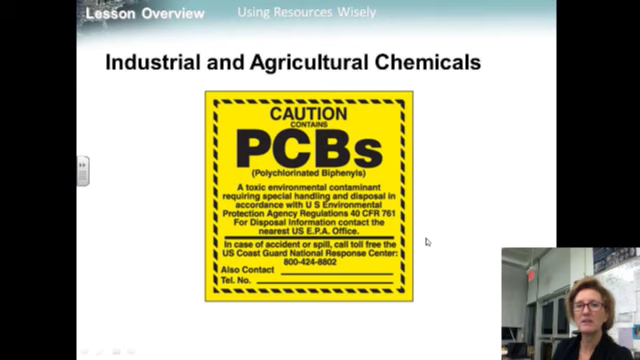 Lesson Overview Using Resources Wisely
Industrial and Agricultural Chemicals
CAUTION
CONTAINS
PCBs
(Polychlorinated Biphenyls)
A toxic environmental contaminant
requiring special handling and disposal in
accordance with U S Environmental
Protection Agency Regulations 40 CFR 761
For Disposal Information contact the
nearest US E.P.A. Office.
In case of accident or spill, call toll free the
US Coast Guard National Response Center:
800-424-8802
Also Contact
Tel. No.